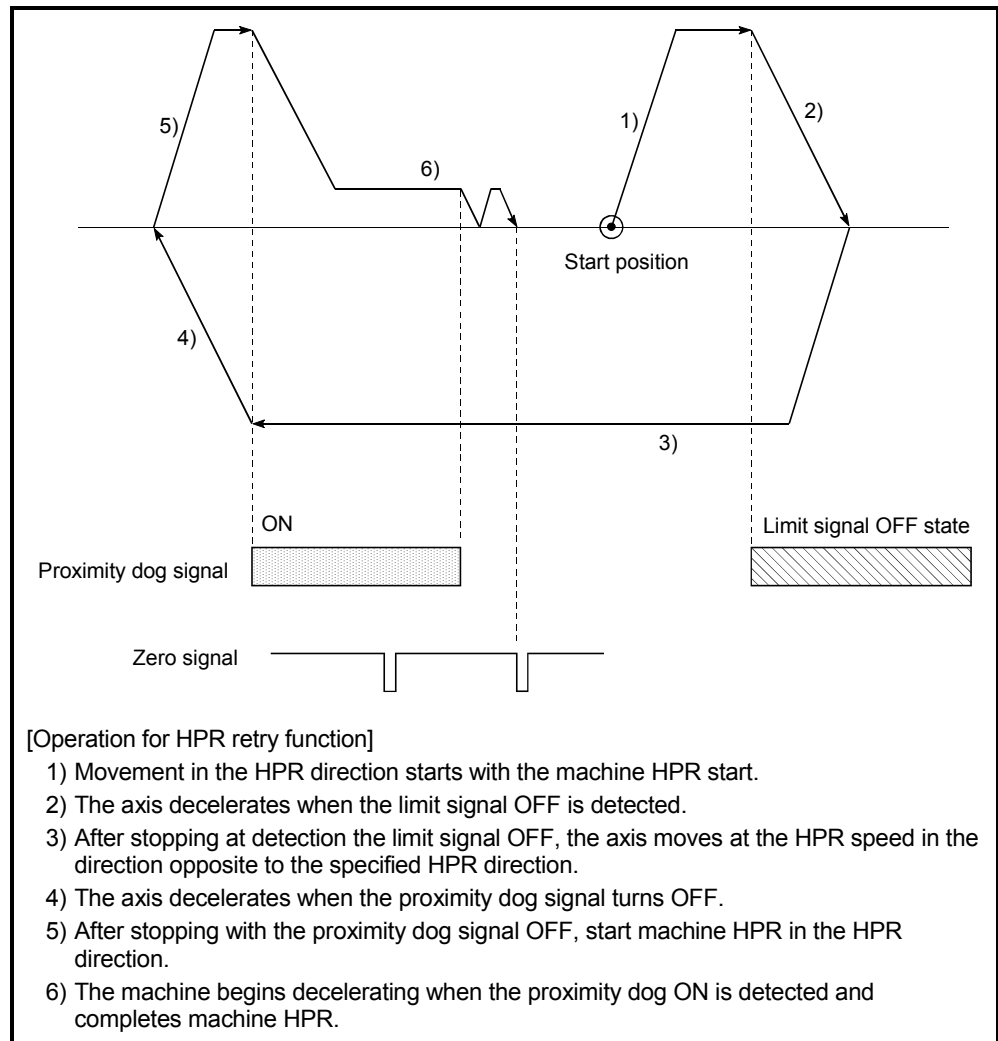 5)
1)
2)
6)
Start position
4)
3)
ON
Limit signal OFF state
Proximity dog signal
Zero signal
[Operation for HPR retry function]
1) Movement in the HPR direction starts with the machine HPR start.
2) The axis decelerates when the limit signal OFF is detected.
3) After stopping at detection the limit signal OFF, the axis moves at the HPR speed in the
direction opposite to the specified HPR direction.
4) The axis decelerates when the proximity dog signal turns OFF.
5) After stopping with the proximity dog signal OFF, start machine HPR in the HPR
direction.
6) The machine begins decelerating when the proximity dog ON is detected and
completes machine HPR.